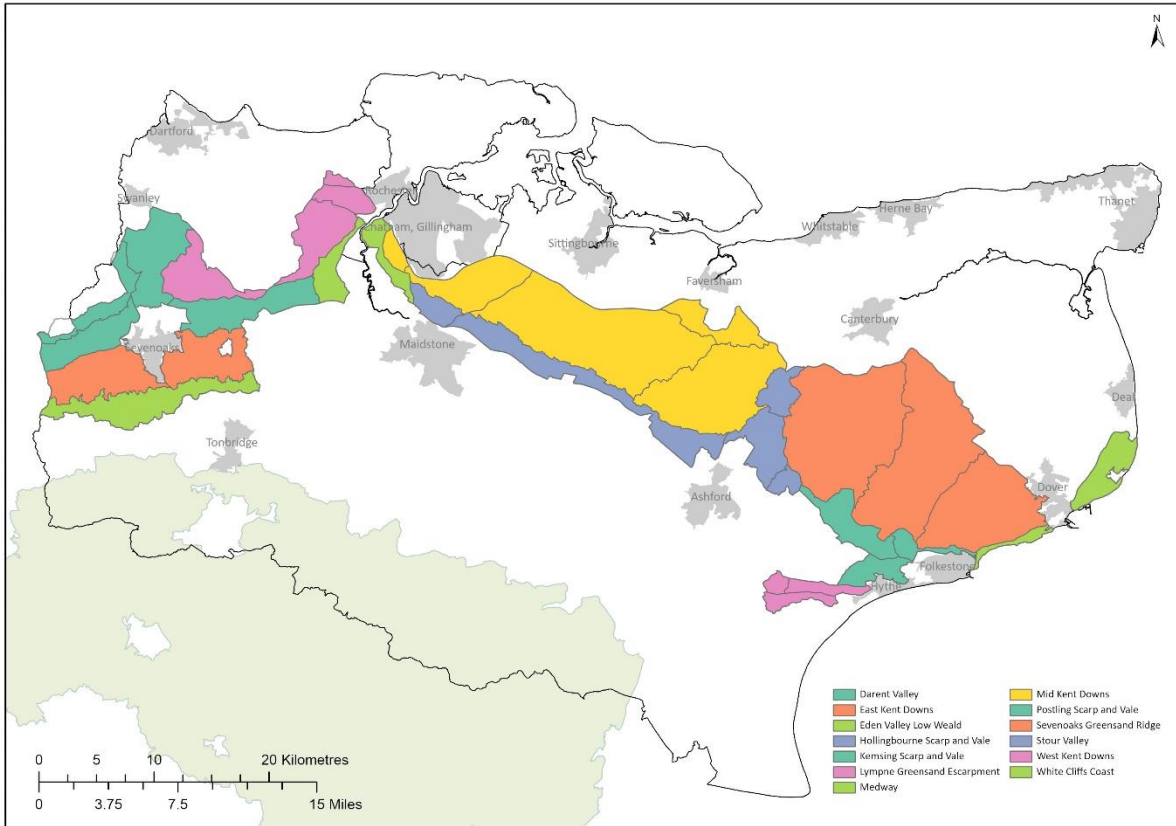 N
Dartford
Swanley
Rochester
Chatham, Gillingham
Sittingbourne
Whitstable
Herne Bay
Thanet
Faversham
Canterbury
Sevenoaks
Maidstone
Deal
Tonbridge
Ashford
Dover
Folkestone
Hythe
Darent Valley
East Kent Downs
Eden Valley Low Weald
Hollingbourne Scarp and Vale
Kemsing Scarp and Vale
Lympne Greensand Escarpment
Medway
Mid Kent Downs
Postling Scarp and Vale
Sevenoaks Greensand Ridge
Stour Valley
West Kent Downs
White Cliffs Coast
0 5 10 20 Kilometres
0 3.75 7.5 15 Miles